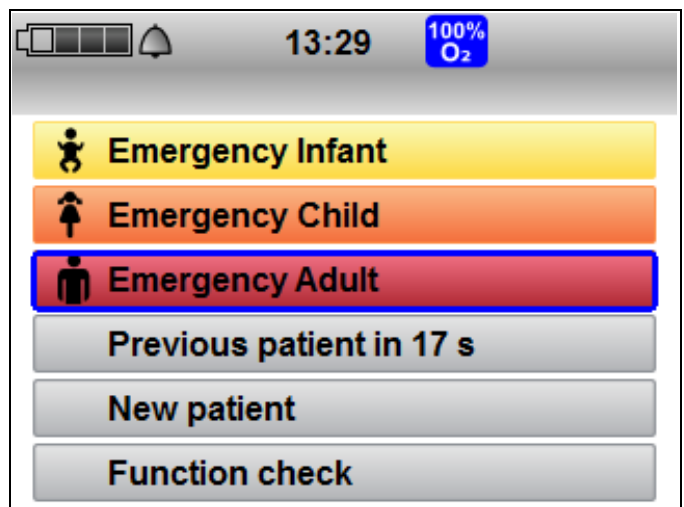 13:29
100%
O₂
Emergency Infant
Emergency Child
Emergency Adult
Previous patient in 17 s
New patient
Function check